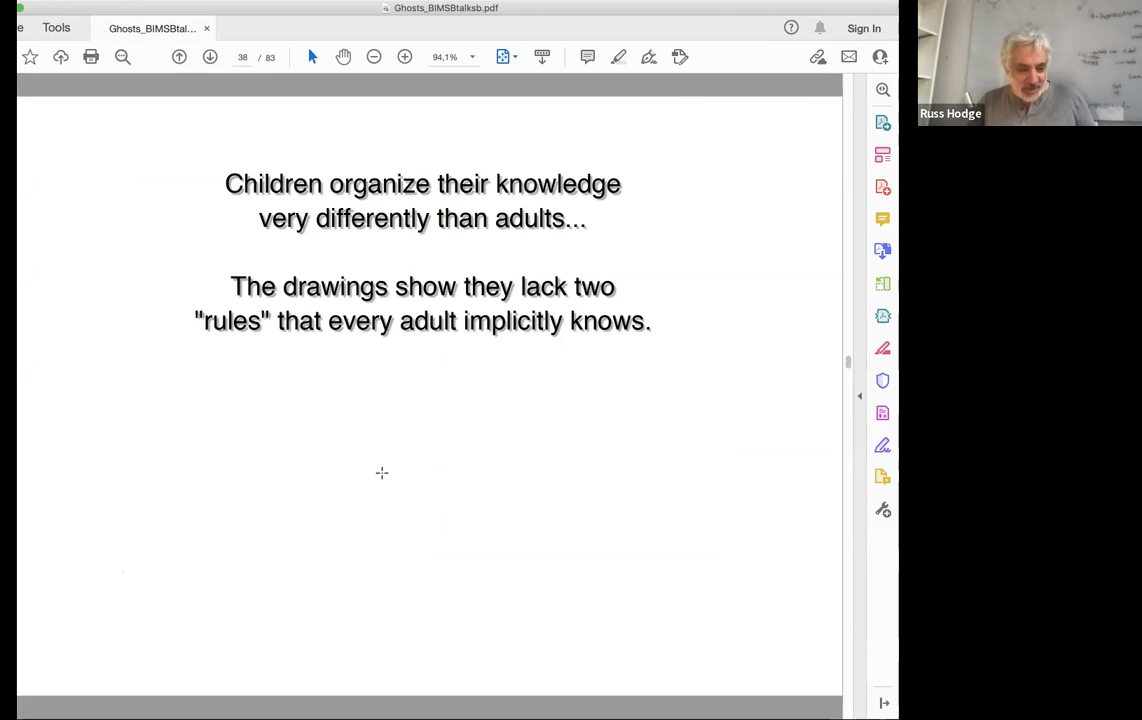 Ghosts_BIMSBtalksb.pdf
e Tools Ghosts_BIMSBtal... × Sign In
38 / 83 94,1%
Russ Hodge
Children organize their knowledge
very differently than adults...
The drawings show they lack two
"rules" that every adult implicitly knows.